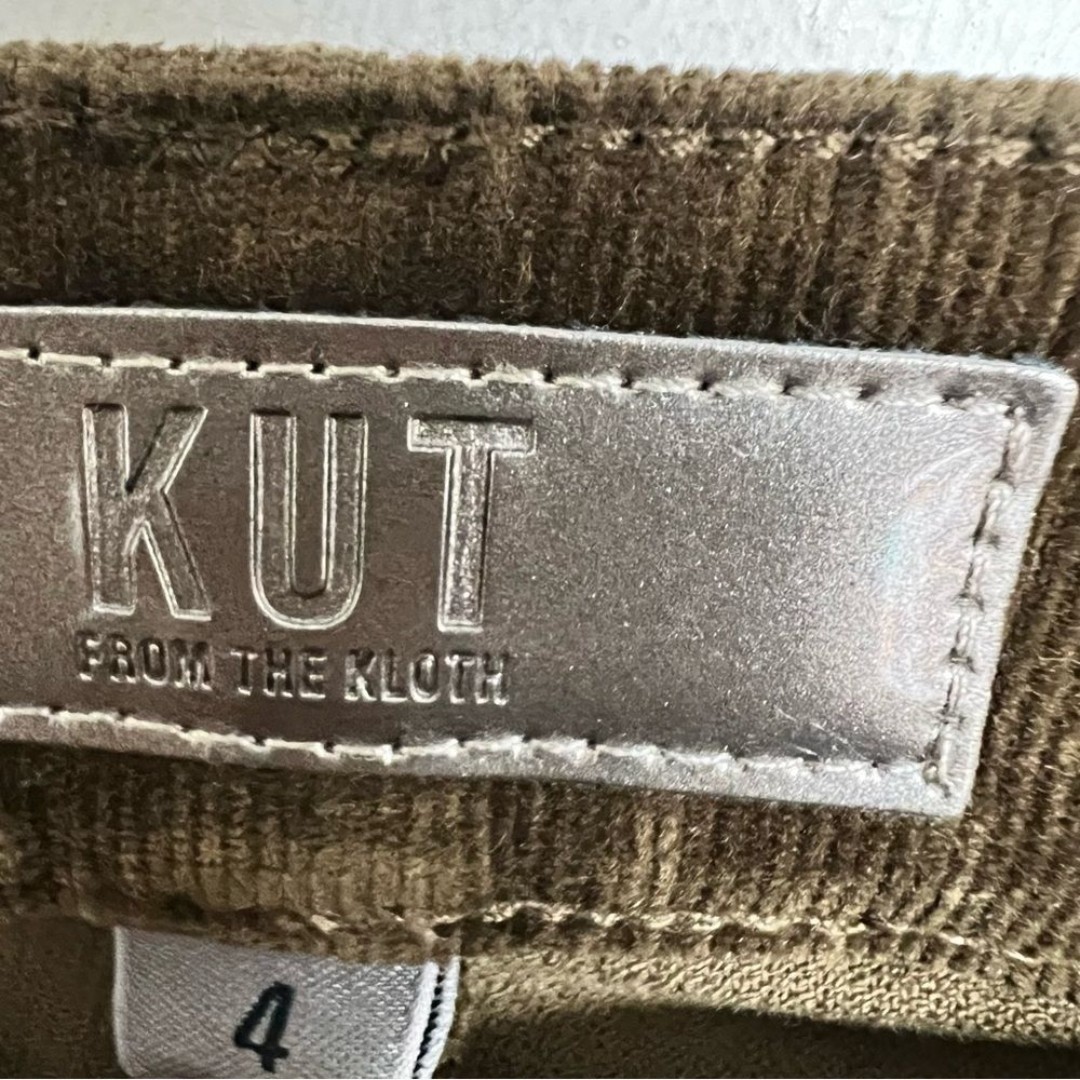 KUT
FROM THE KLOTH
4